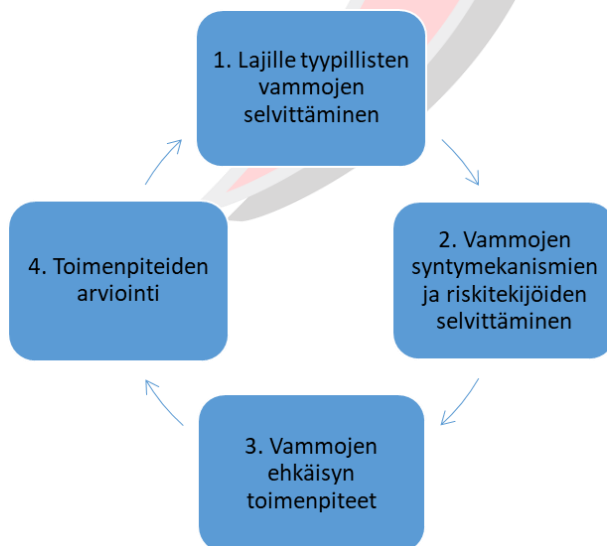 1. Lajille tyypillisten
vammojen
selvittäminen
2. Vammojen
syntymekanismien
ja riskitekijöiden
selvittäminen
3. Vammojen
ehkäisyn
toimenpiteet
4. Toimenpiteiden
arviointi